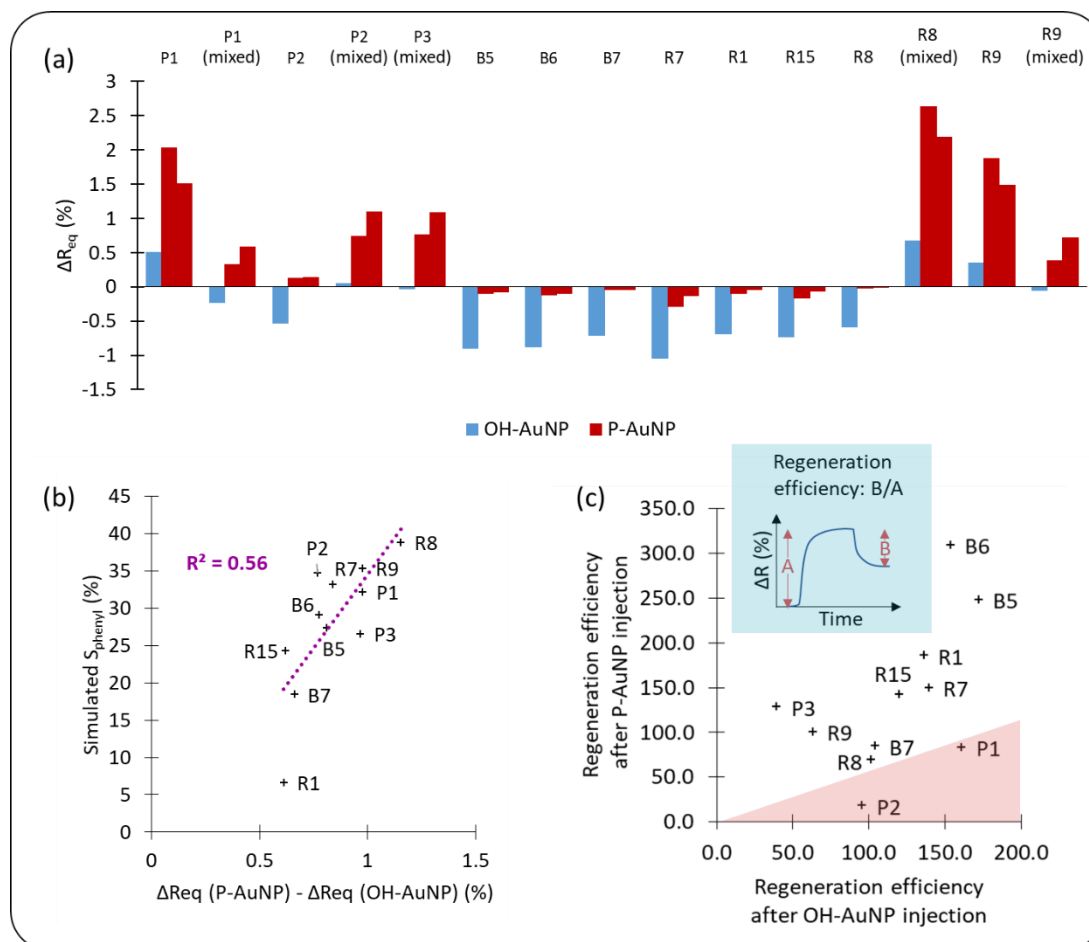 (a)
P1
P1
(mixed)
P2
P2
(mixed)
P3
(mixed)
B5
B6
B7
R7
R1
R15
R8
R8
(mixed)
R9
R9
(mixed)
3
2.5
2
1.5
1
0.5
0
-0.5
-1
-1.5
ΔReq (%)
OH-AuNP
P-AuNP
(b)
45
40
35
30
25
20
15
10
5
0
Simulated Sphenyl (%)
R² = 0.56
P2
R7
R9
R8
P1
B6
P3
R15
B5
B7
R1
0
0.5
1
1.5
ΔReq (P-AuNP) - ΔReq (OH-AuNP) (%)
(c)
Regeneration
efficiency: B/A
ΔR (%)
A
B
Time
350.0
300.0
250.0
200.0
150.0
100.0
50.0
0.0
Regeneration efficiency
after P-AuNP injection
B6
B5
R1
R15
R7
P3
R9
B7
R8
P1
P2
0.0
50.0
100.0
150.0
200.0
Regeneration efficiency
after OH-AuNP injection